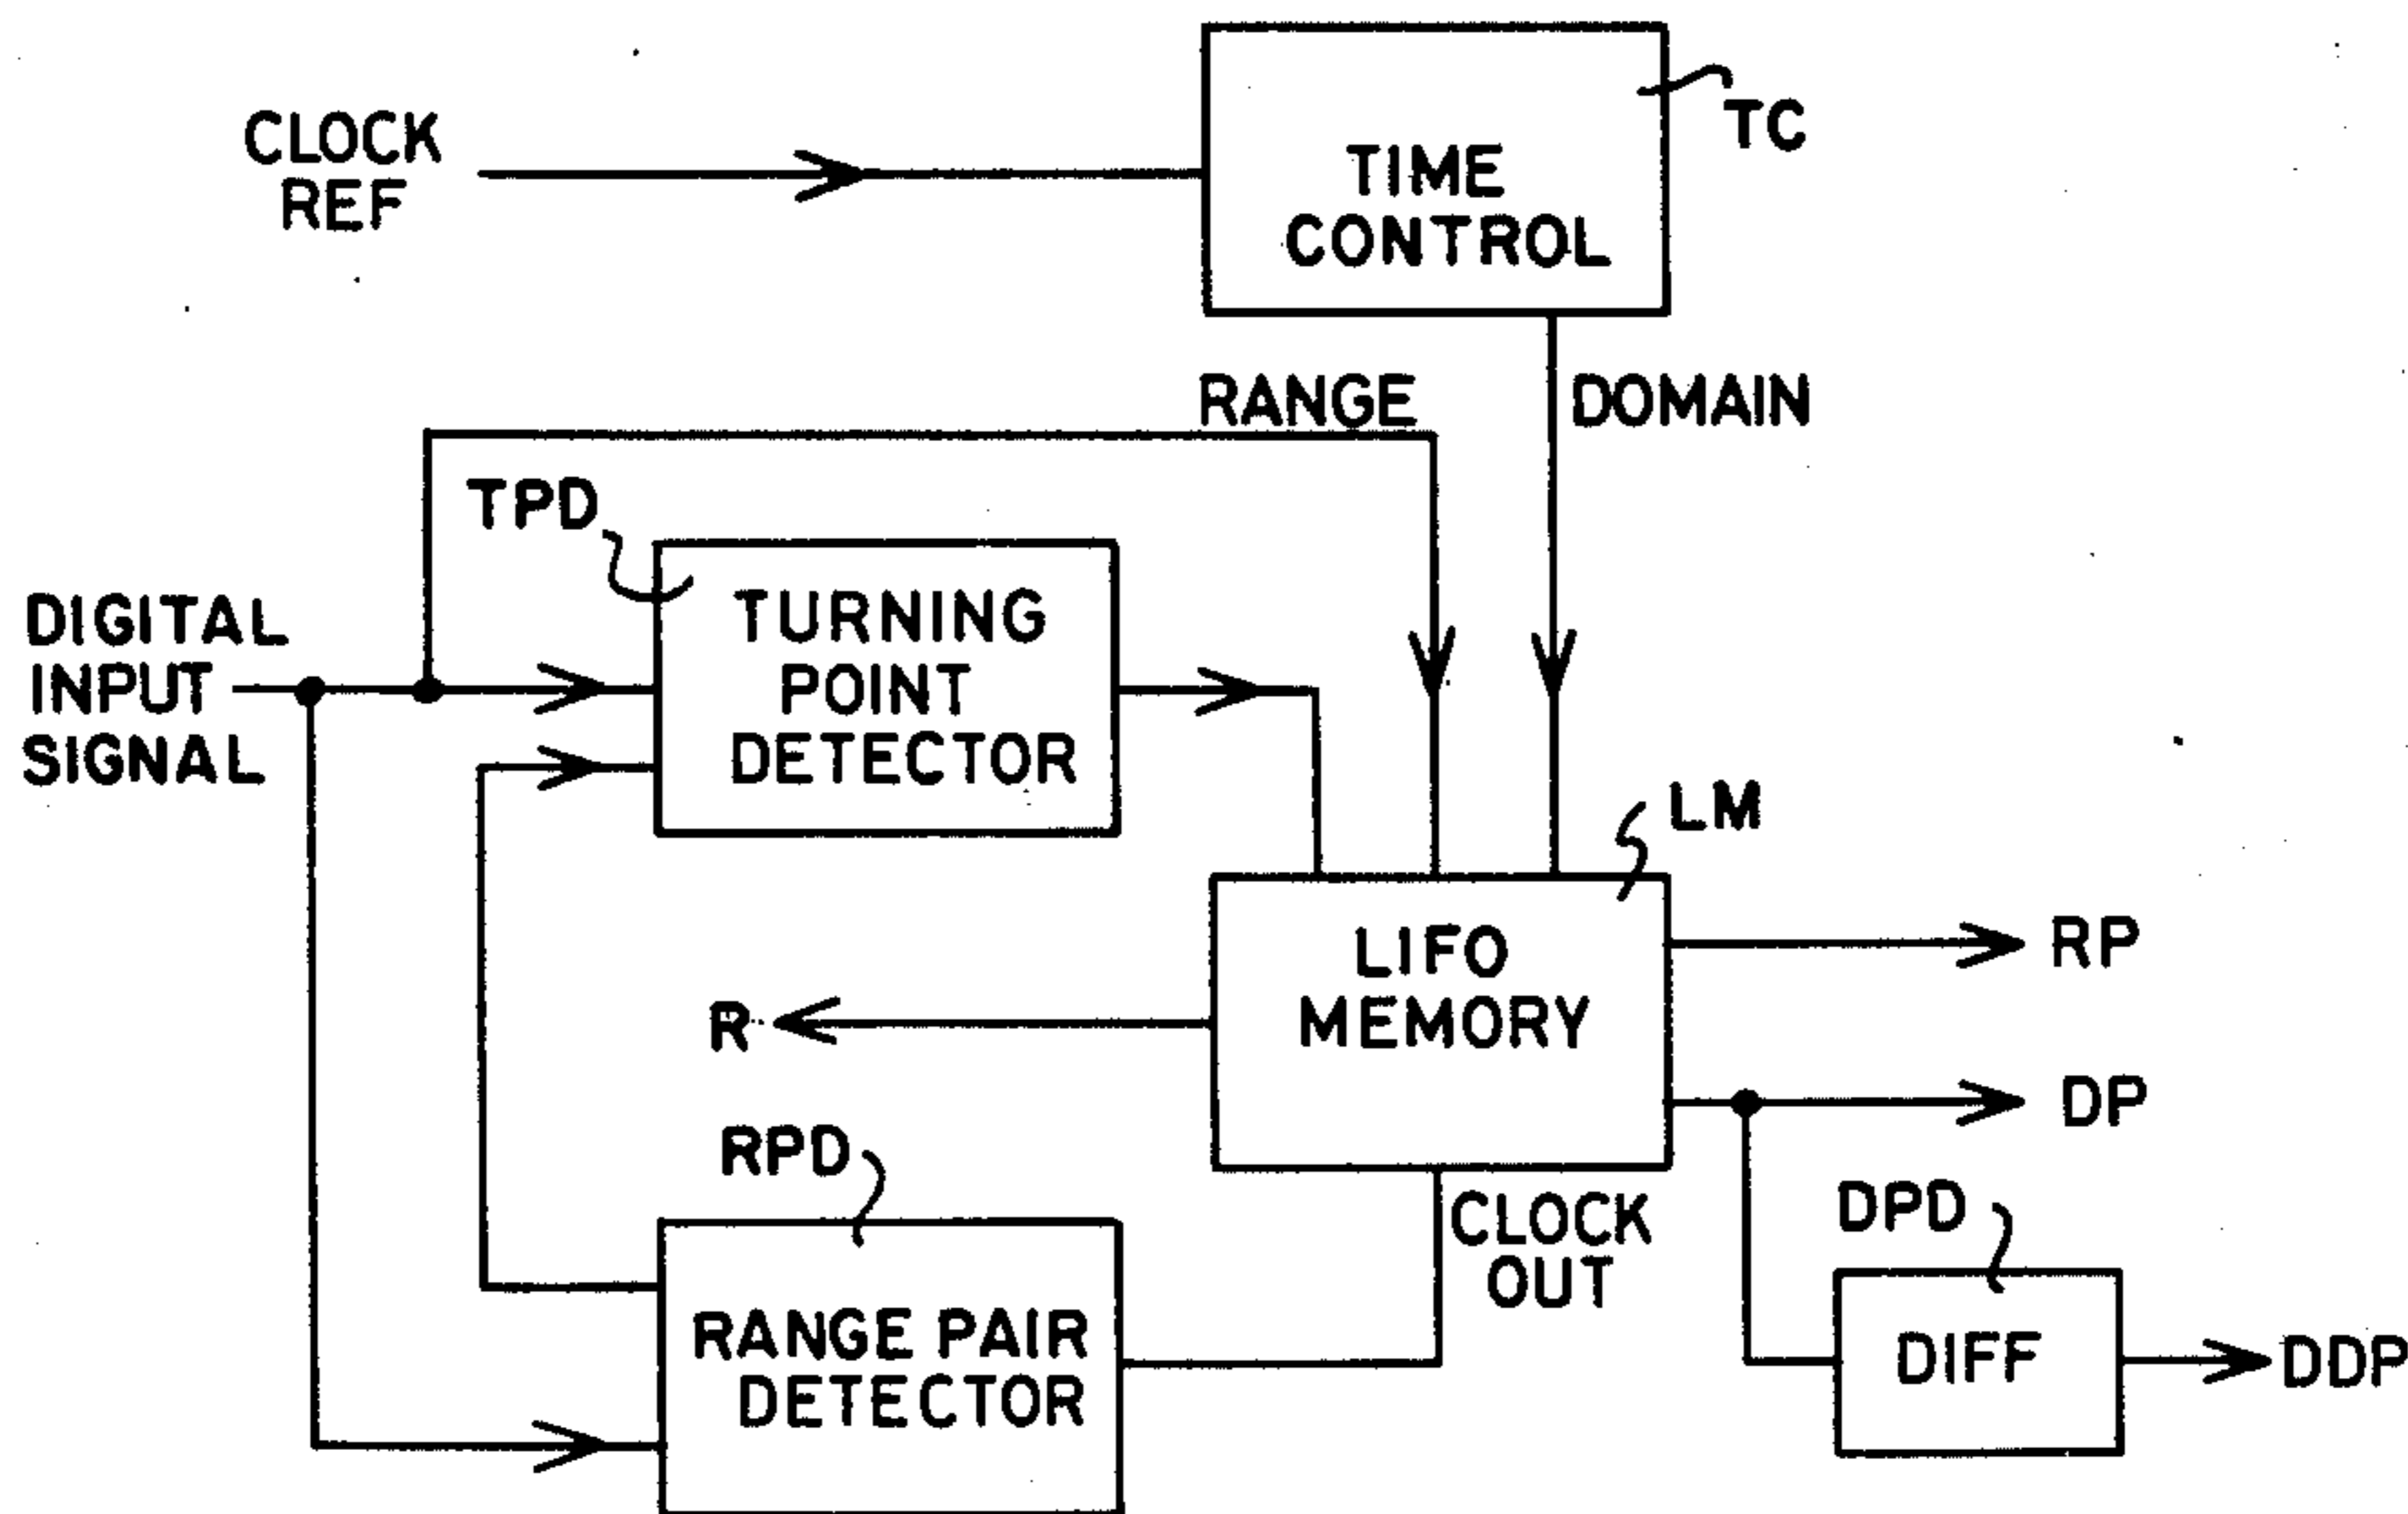 CLOCK
REF
TIME
CONTROL
TC
RANGE
DOMAIN
TPD
TURNING
POINT
DETECTOR
DIGITAL
INPUT
SIGNAL
LM
LIFO
MEMORY
RP
R
DP
RPD
CLOCK
OUT
DPD
RANGE PAIR
DETECTOR
DIFF
DDP